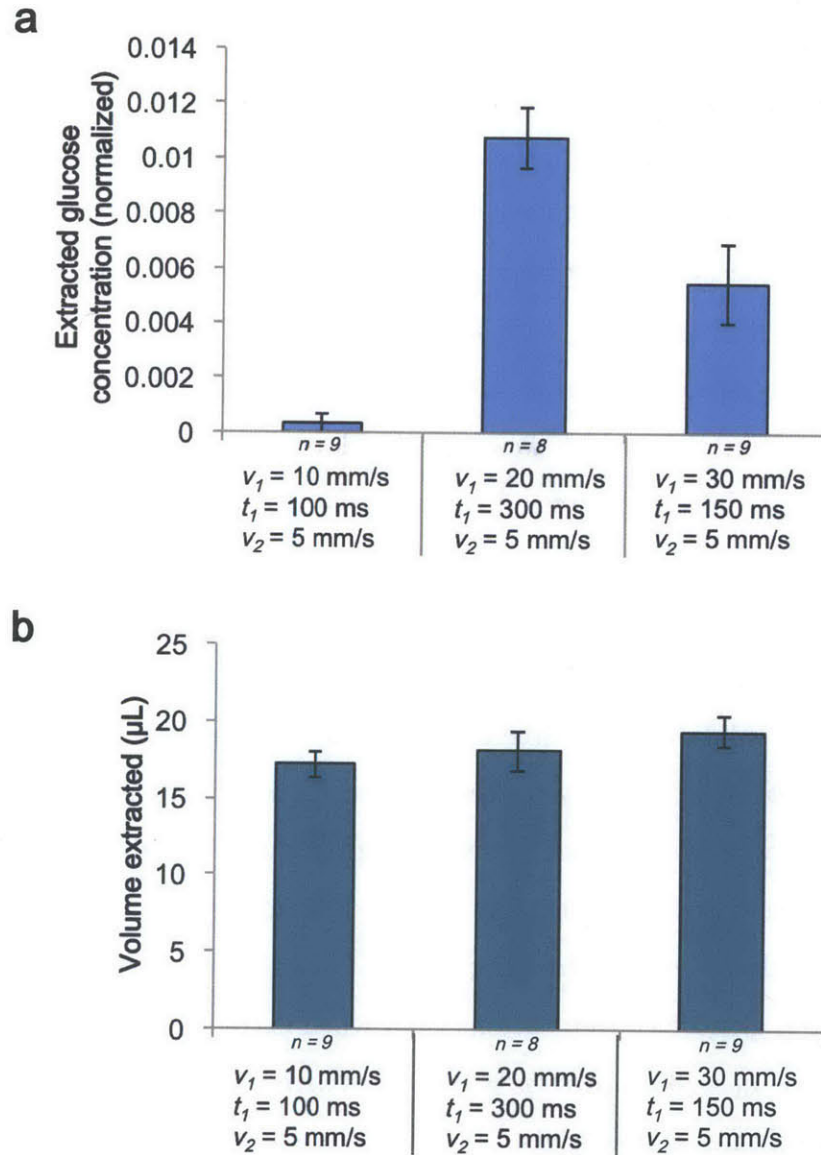 a
Extracted glucose
concentration (normalized)
0.014
0.012
0.01
0.008
0.006
0.004
0.002
0
n = 9
n = 8
n = 9
v₁ = 10 mm/s
v₁ = 20 mm/s
v₁ = 30 mm/s
t₁ = 100 ms
t₁ = 300 ms
t₁ = 150 ms
v₂ = 5 mm/s
v₂ = 5 mm/s
v₂ = 5 mm/s
b
Volume extracted (µL)
25
20
15
10
5
0
n = 9
n = 8
n = 9
v₁ = 10 mm/s
v₁ = 20 mm/s
v₁ = 30 mm/s
t₁ = 100 ms
t₁ = 300 ms
t₁ = 150 ms
v₂ = 5 mm/s
v₂ = 5 mm/s
v₂ = 5 mm/s